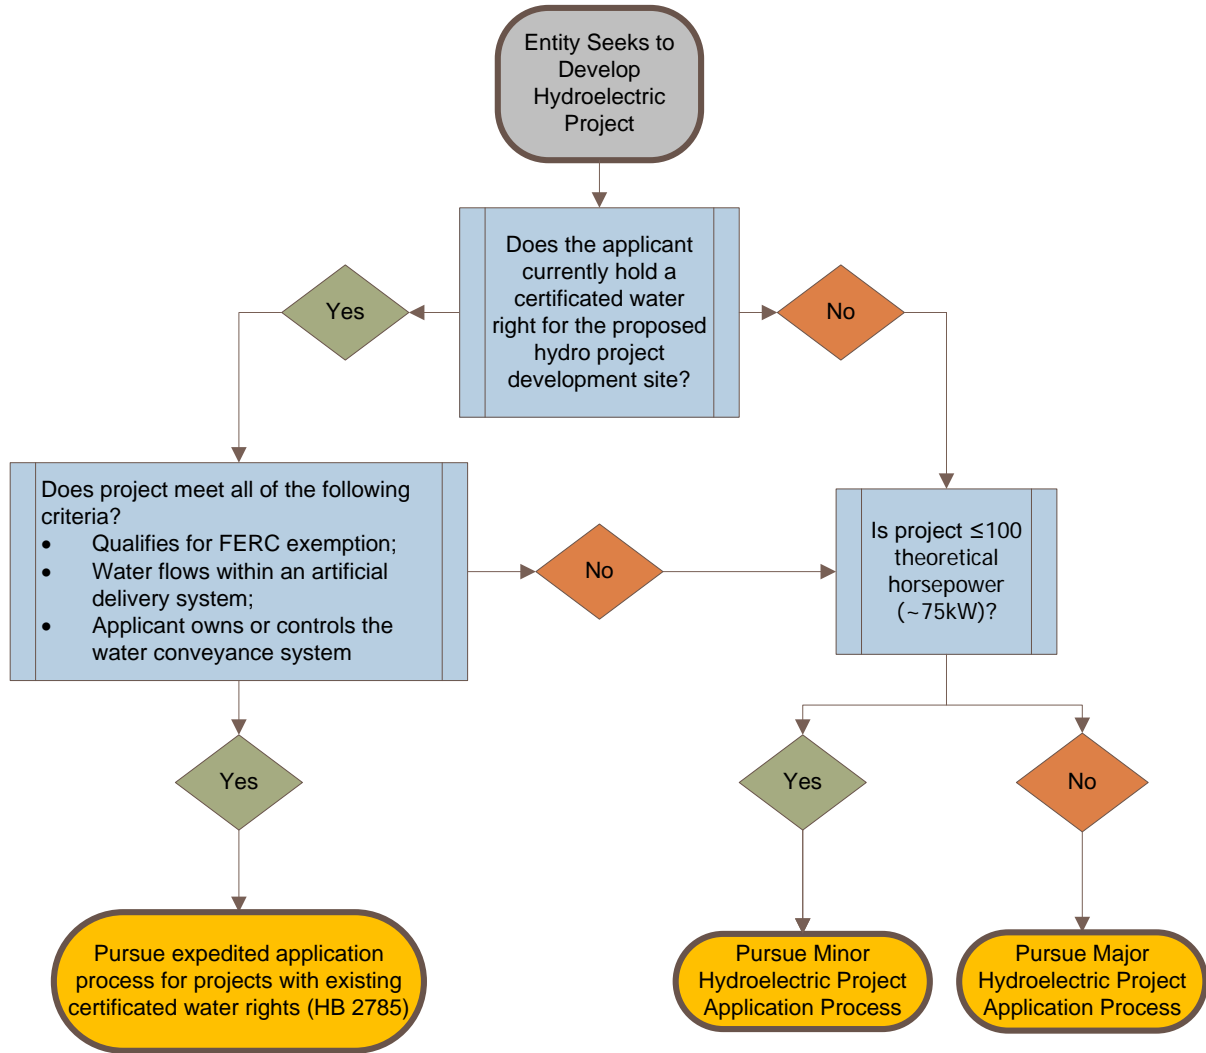 Entity Seeks to
Develop
Hydroelectric
Project
Does the applicant
currently hold a
certificated water
right for the proposed
hydro project
development site?
Yes
No
Does project meet all of the following
criteria?
• Qualifies for FERC exemption;
• Water flows within an artificial
delivery system;
• Applicant owns or controls the
water conveyance system
No
Is project ≤100
theoretical
horsepower
(~75kW)?
Yes
Yes
No
Pursue expedited application
process for projects with existing
certificated water rights (HB 2785)
Pursue Minor
Hydroelectric Project
Application Process
Pursue Major
Hydroelectric Project
Application Process